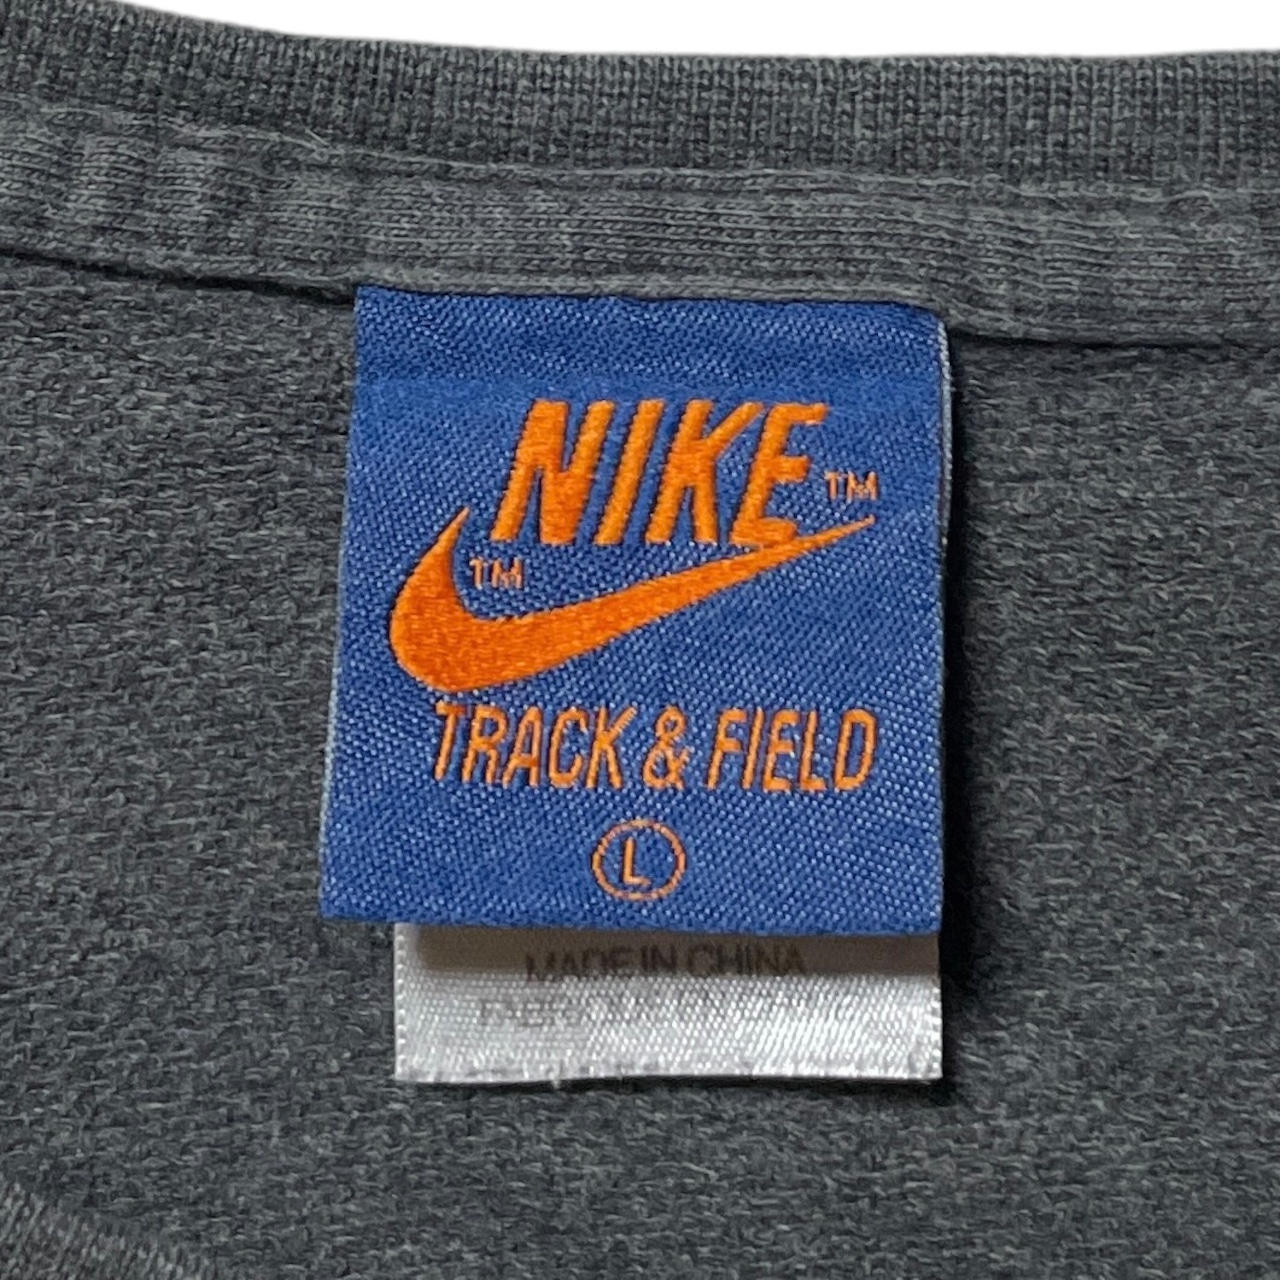 NIKE™
™
TRACK & FIELD
L
MADE IN CHINA